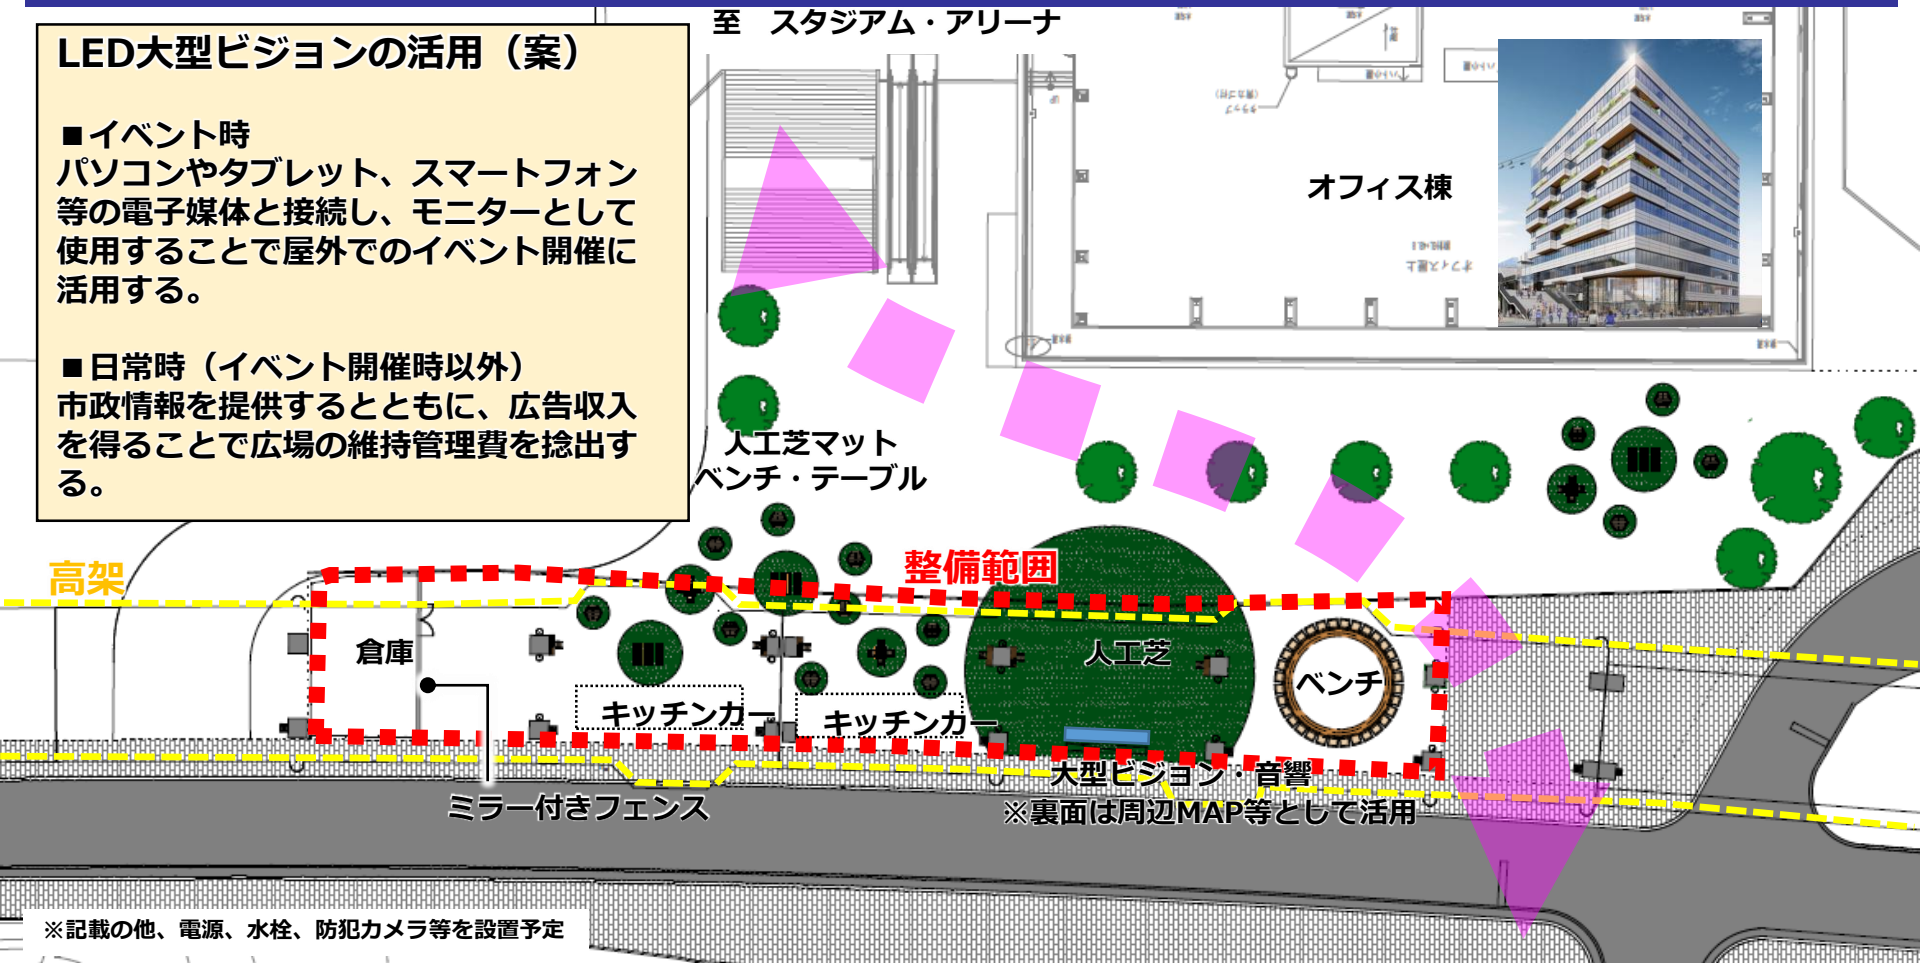 至　スタジアム・アリーナ
LED大型ビジョンの活用（案）
■イベント時
パソコンやタブレット、スマートフォン
等の電子媒体と接続し、モニターとして
使用することで屋外でのイベント開催に
活用する。
■日常時（イベント開催時以外）
市政情報を提供するとともに、広告収入
を得ることで広場の維持管理費を捻出す
る。
オフィス棟
人工芝マット
ベンチ・テーブル
高架
整備範囲
倉庫
人工芝
ベンチ
キッチンカー
キッチンカー
ミラー付きフェンス
大型ビジョン・音響
※裏面は周辺MAP等として活用
※記載の他、電源、水栓、防犯カメラ等を設置予定